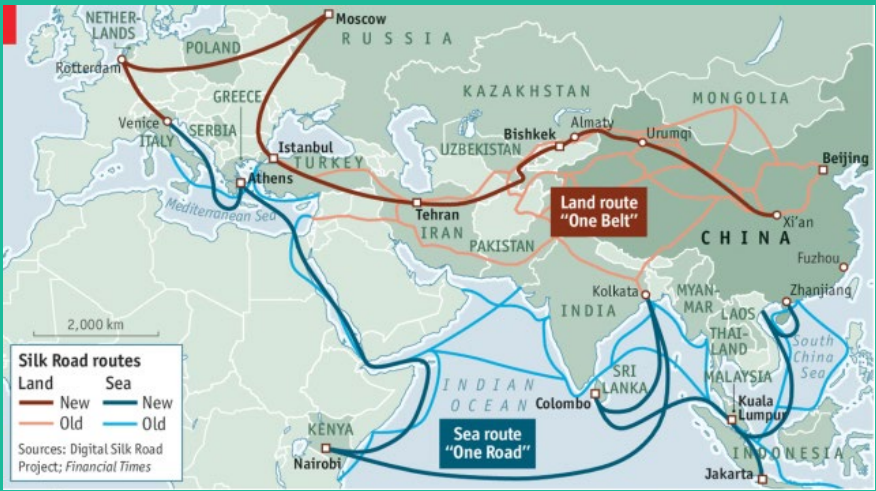 NETHER-
LANDS
Moscow
RUSSIA
POLAND
Rotterdam
KAZAKHSTAN
MONGOLIA
GREECE
Venice
ITALY
SERBIA
Almaty
Bishkek
Urumqi
Istanbul
UZBEKISTAN
TURKEY
Beijing
Athens
Mediterranean Sea
Tehran
IRAN
Land route
"One Belt"
Xi'an
PAKISTAN
CHINA
Fuzhou
Kolkata
MYAN-
MAR
Zhanjiang
INDIA
LAOS
2,000 km
THAI-
LAND
South
China
Sea
Silk Road routes
Land Sea
New New
Old Old
Sources: Digital Silk Road
Project; Financial Times
INDIAN
OCEAN
SRI
LANKA
MALAYSIA
Colombo
Kuala
Lumpur
KENYA
Sea route
"One Road"
Nairobi
INDONESIA
Jakarta